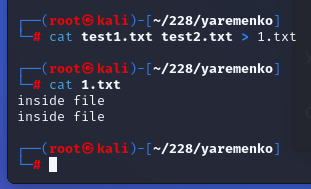 ┌──(root㉿kali)-[~/228/yaremenko]
└─# cat test1.txt test2.txt > 1.txt
┌──(root㉿kali)-[~/228/yaremenko]
└─# cat 1.txt
inside file
inside file
┌──(root㉿kali)-[~/228/yaremenko]
└─#